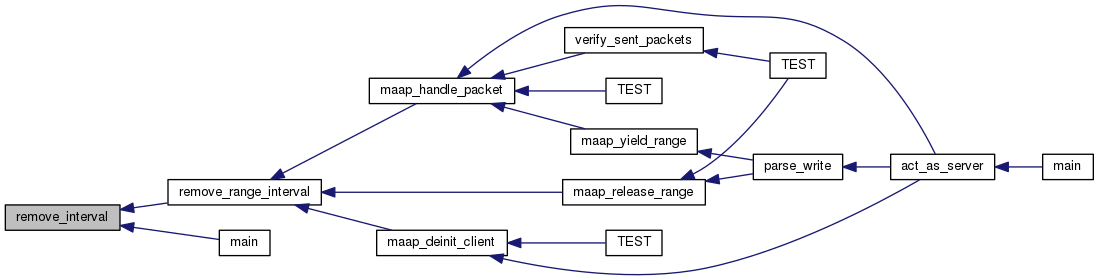 verify_sent_packets
TEST
maap_handle_packet
TEST
maap_yield_range
parse_write
act_as_server
main
remove_range_interval
maap_release_range
remove_interval
main
maap_deinit_client
TEST